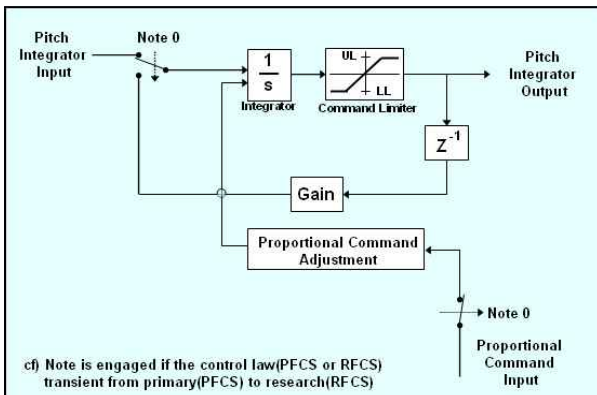 Pitch
Integrator
Input
Note 0
1
s
Integrator
UL
LL
Command Limiter
Pitch
Integrator
Output
Z-1
Gain
Proportional Command
Adjustment
Note 0
Proportional
Command
Input
cf) Note is engaged if the control law(PFCS or RFCS)
transient from primary(PFCS) to research(RFCS)